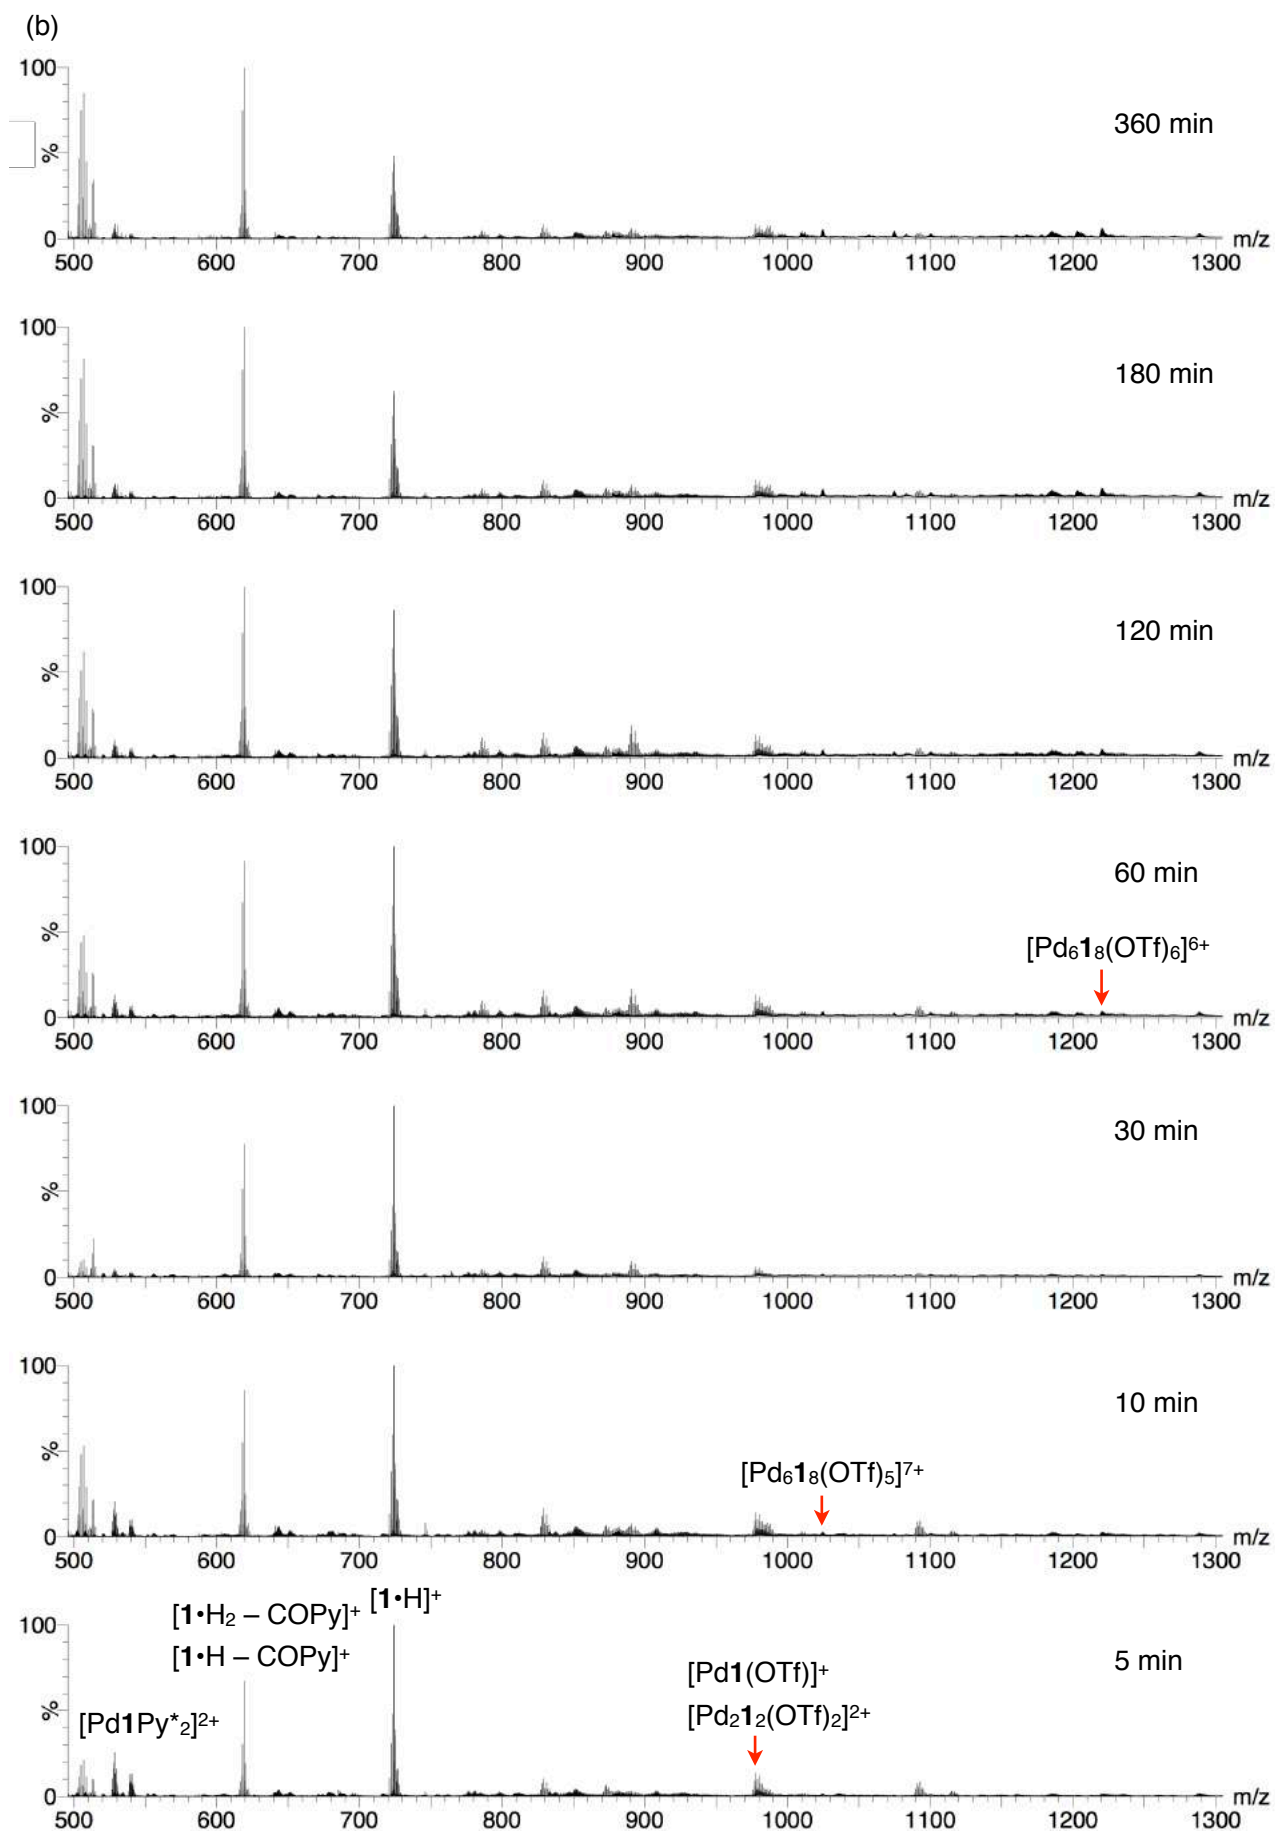 (b)
100
360 min
%
0
500 600 700 800 900 1000 1100 1200 1300 m/z
100
180 min
%
0
500 600 700 800 900 1000 1100 1200 1300 m/z
100
120 min
%
0
500 600 700 800 900 1000 1100 1200 1300 m/z
100
60 min
%
[Pd₆1₈(OTf)₆]⁶⁺
0
500 600 700 800 900 1000 1100 1200 1300 m/z
100
30 min
%
0
500 600 700 800 900 1000 1100 1200 1300 m/z
100
10 min
%
[Pd₆1₈(OTf)₅]⁷⁺
0
500 600 700 800 900 1000 1100 1200 1300 m/z
[1•H₂ – COPy]⁺ [1•H]⁺
100
[1•H – COPy]⁺
5 min
[Pd1(OTf)]⁺
%
[Pd1Py*₂]²⁺
[Pd₂1₂(OTf)₂]²⁺
0
500 600 700 800 900 1000 1100 1200 1300 m/z